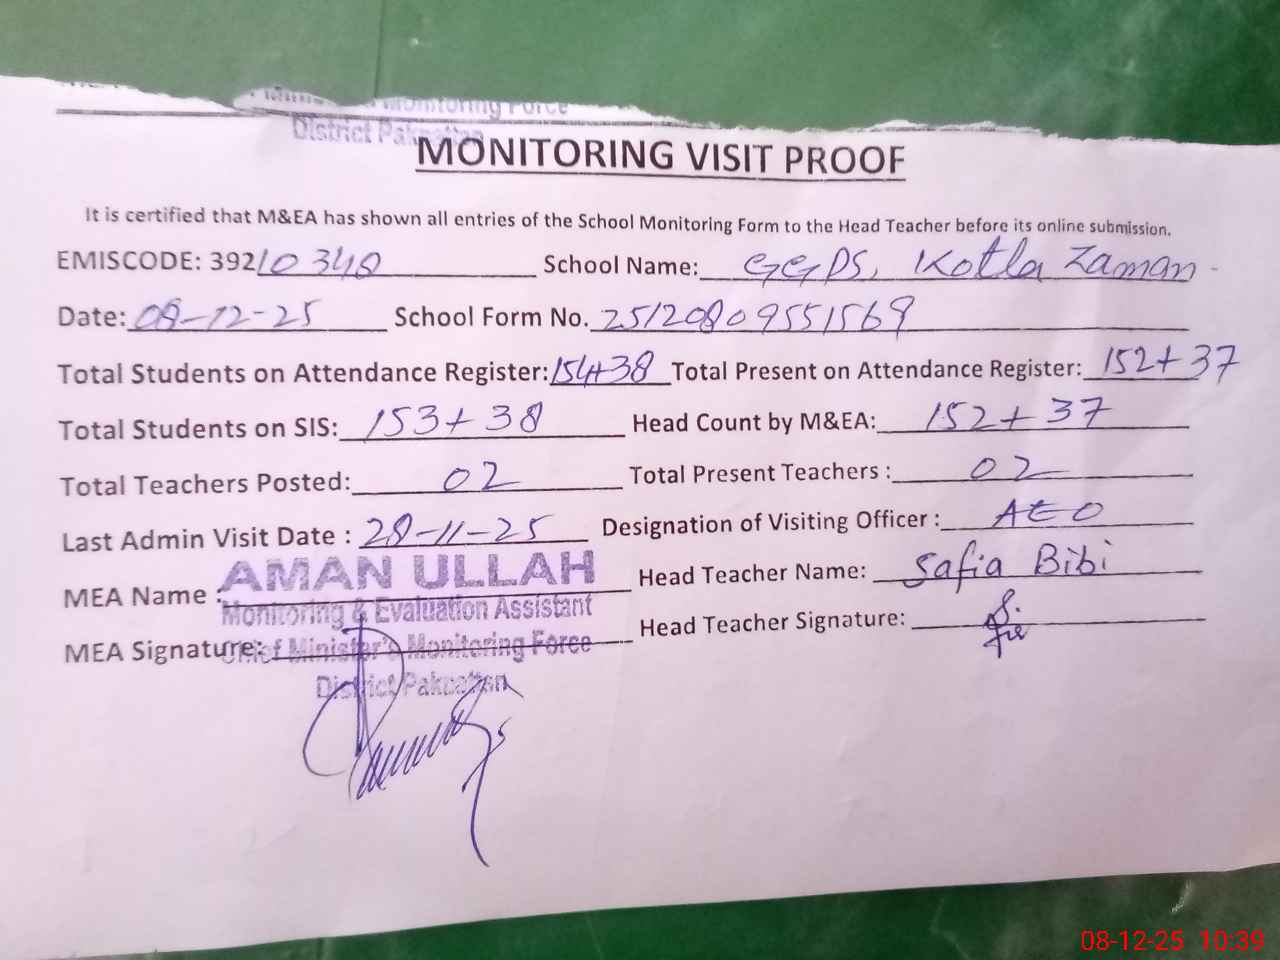 Monitoring Force
District Pakpattan
MONITORING VISIT PROOF
It is certified that M&EA has shown all entries of the School Monitoring Form to the Head Teacher before its online submission.
EMISCODE: 39210340 School Name: GGPS, Kotla Zaman
Date: 08-12-25 School Form No. 25120809551568
Total Students on Attendance Register: 154+38 Total Present on Attendance Register: 152+37
Total Students on SIS: 153+38 Head Count by M&EA: 152+37
Total Teachers Posted: 02 Total Present Teachers : 02
Last Admin Visit Date : 28-11-25 Designation of Visiting Officer : AEO
MEA Name : AMAN ULLAH Head Teacher Name: Safia Bibi
Monitoring & Evaluation Assistant
MEA Signature: Chief Minister's Monitoring Force Head Teacher Signature:
District Pakpattan
08-12-25 10:39